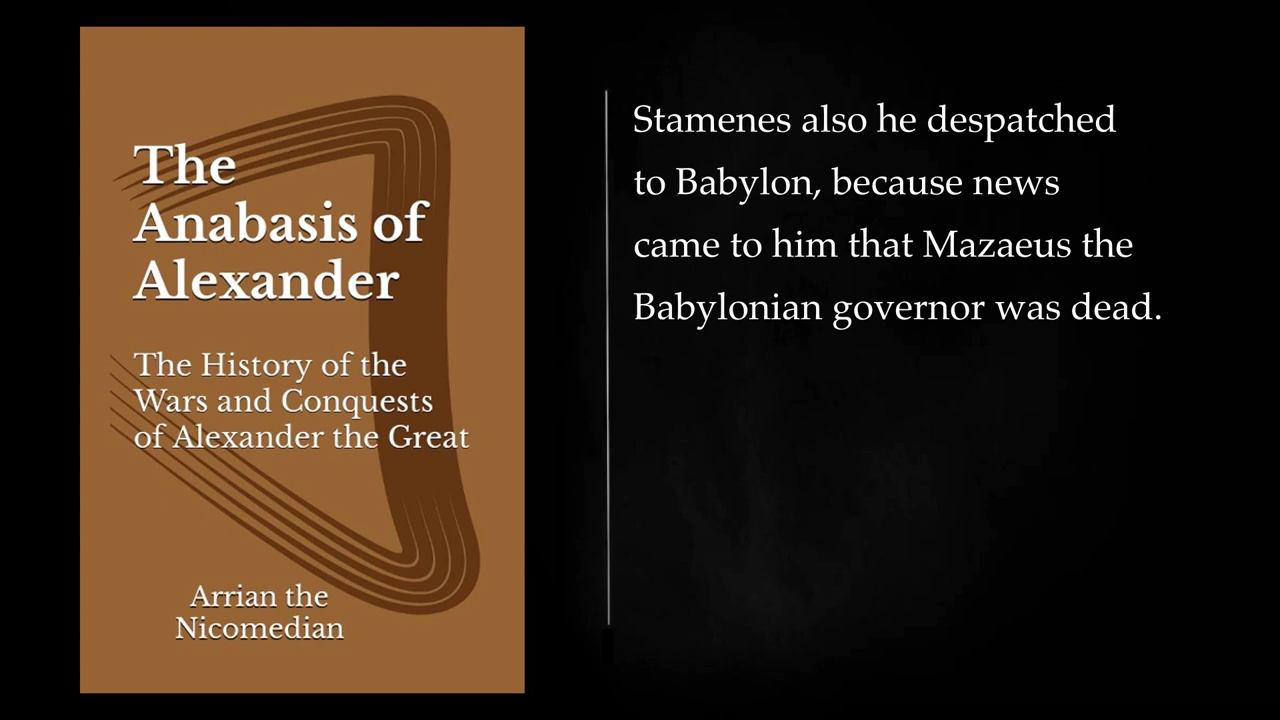 The
Anabasis of
Alexander
The History of the
Wars and Conquests
of Alexander the Great
Arrian the
Nicomedian
Stamenes also he despatched
to Babylon, because news
came to him that Mazaeus the
Babylonian governor was dead.